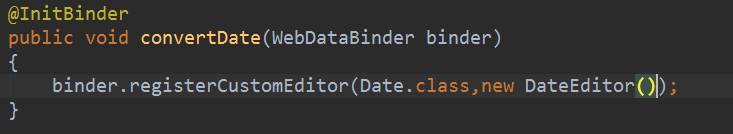 @InitBinder
public void convertDate(WebDataBinder binder)
{
binder.registerCustomEditor(Date.class,new DateEditor());
}